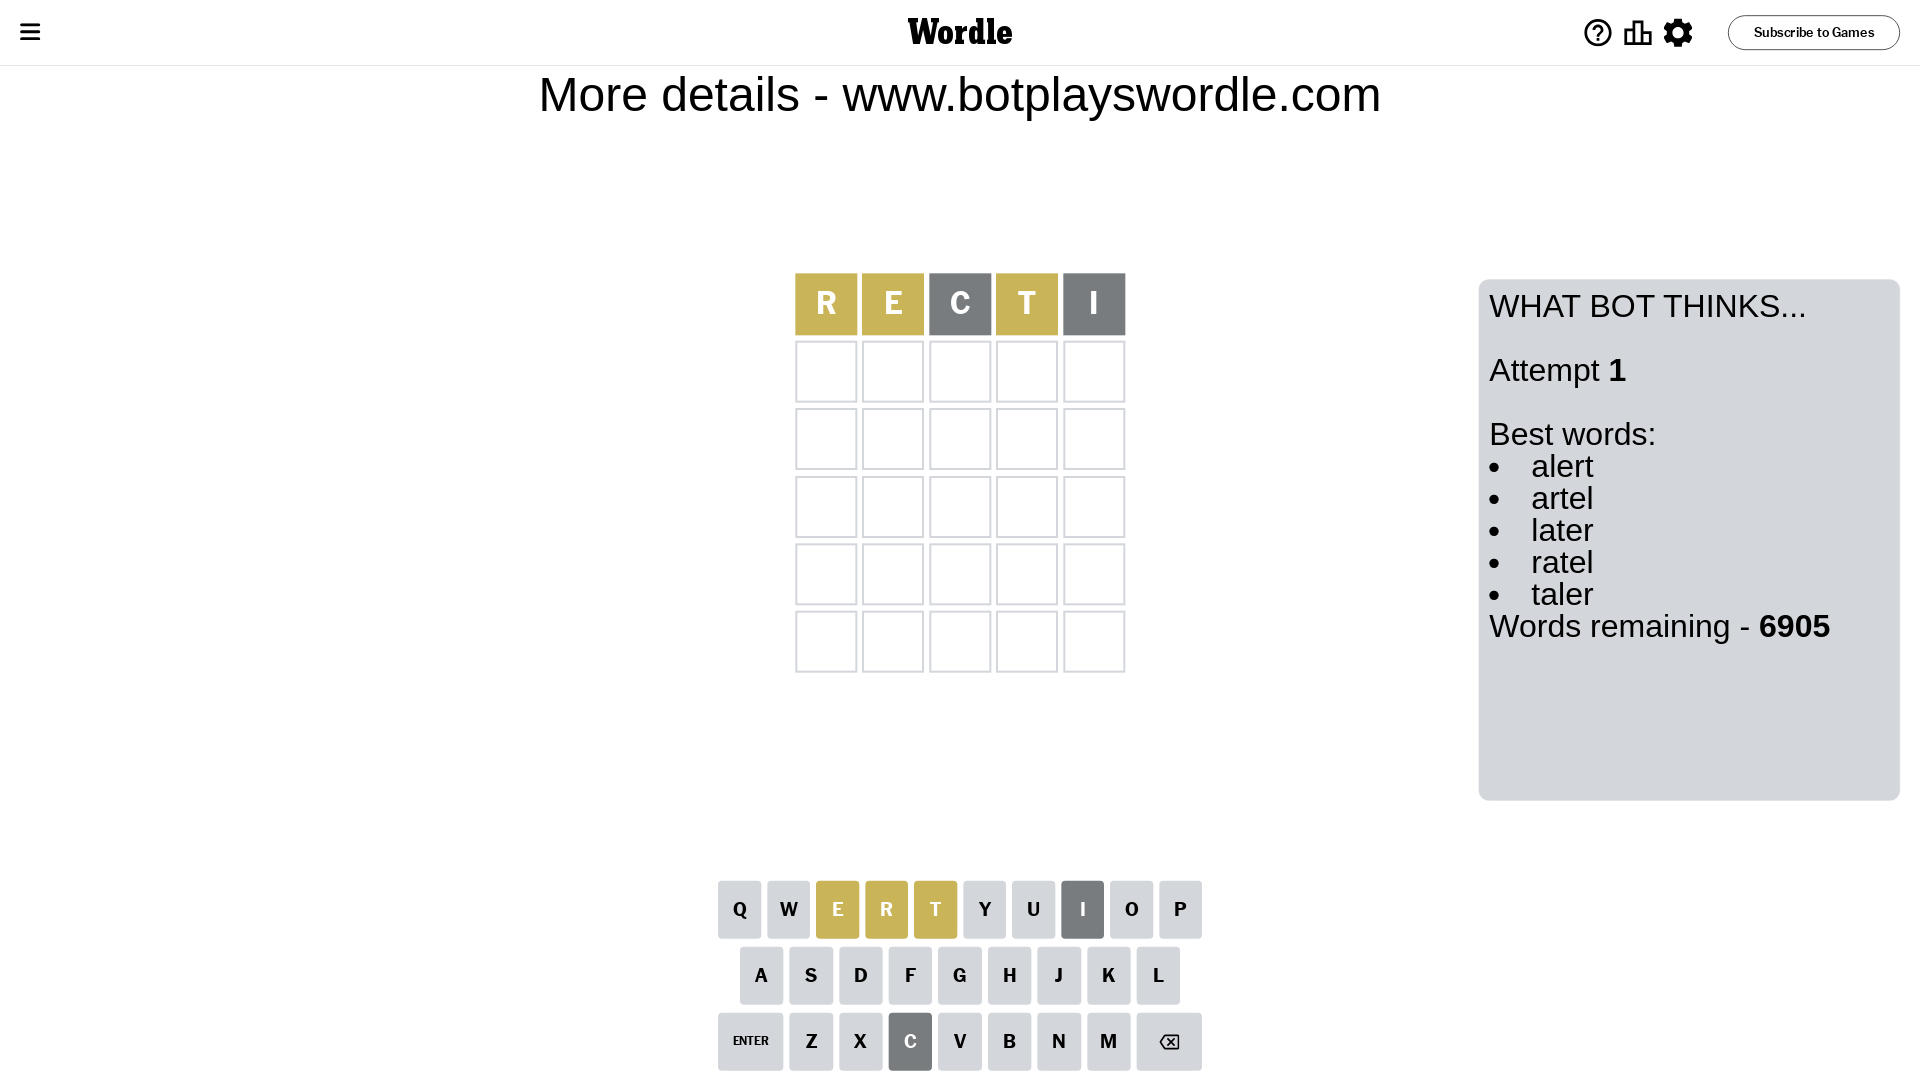 Wordle
Subscribe to Games
More details - www.botplayswordle.com
R E C T I
WHAT BOT THINKS...
Attempt 1
Best words:
• alert
• artel
• later
• ratel
• taler
Words remaining - 6905
Q W E R T Y U I O P
A S D F G H J K L
ENTER Z X C V B N M